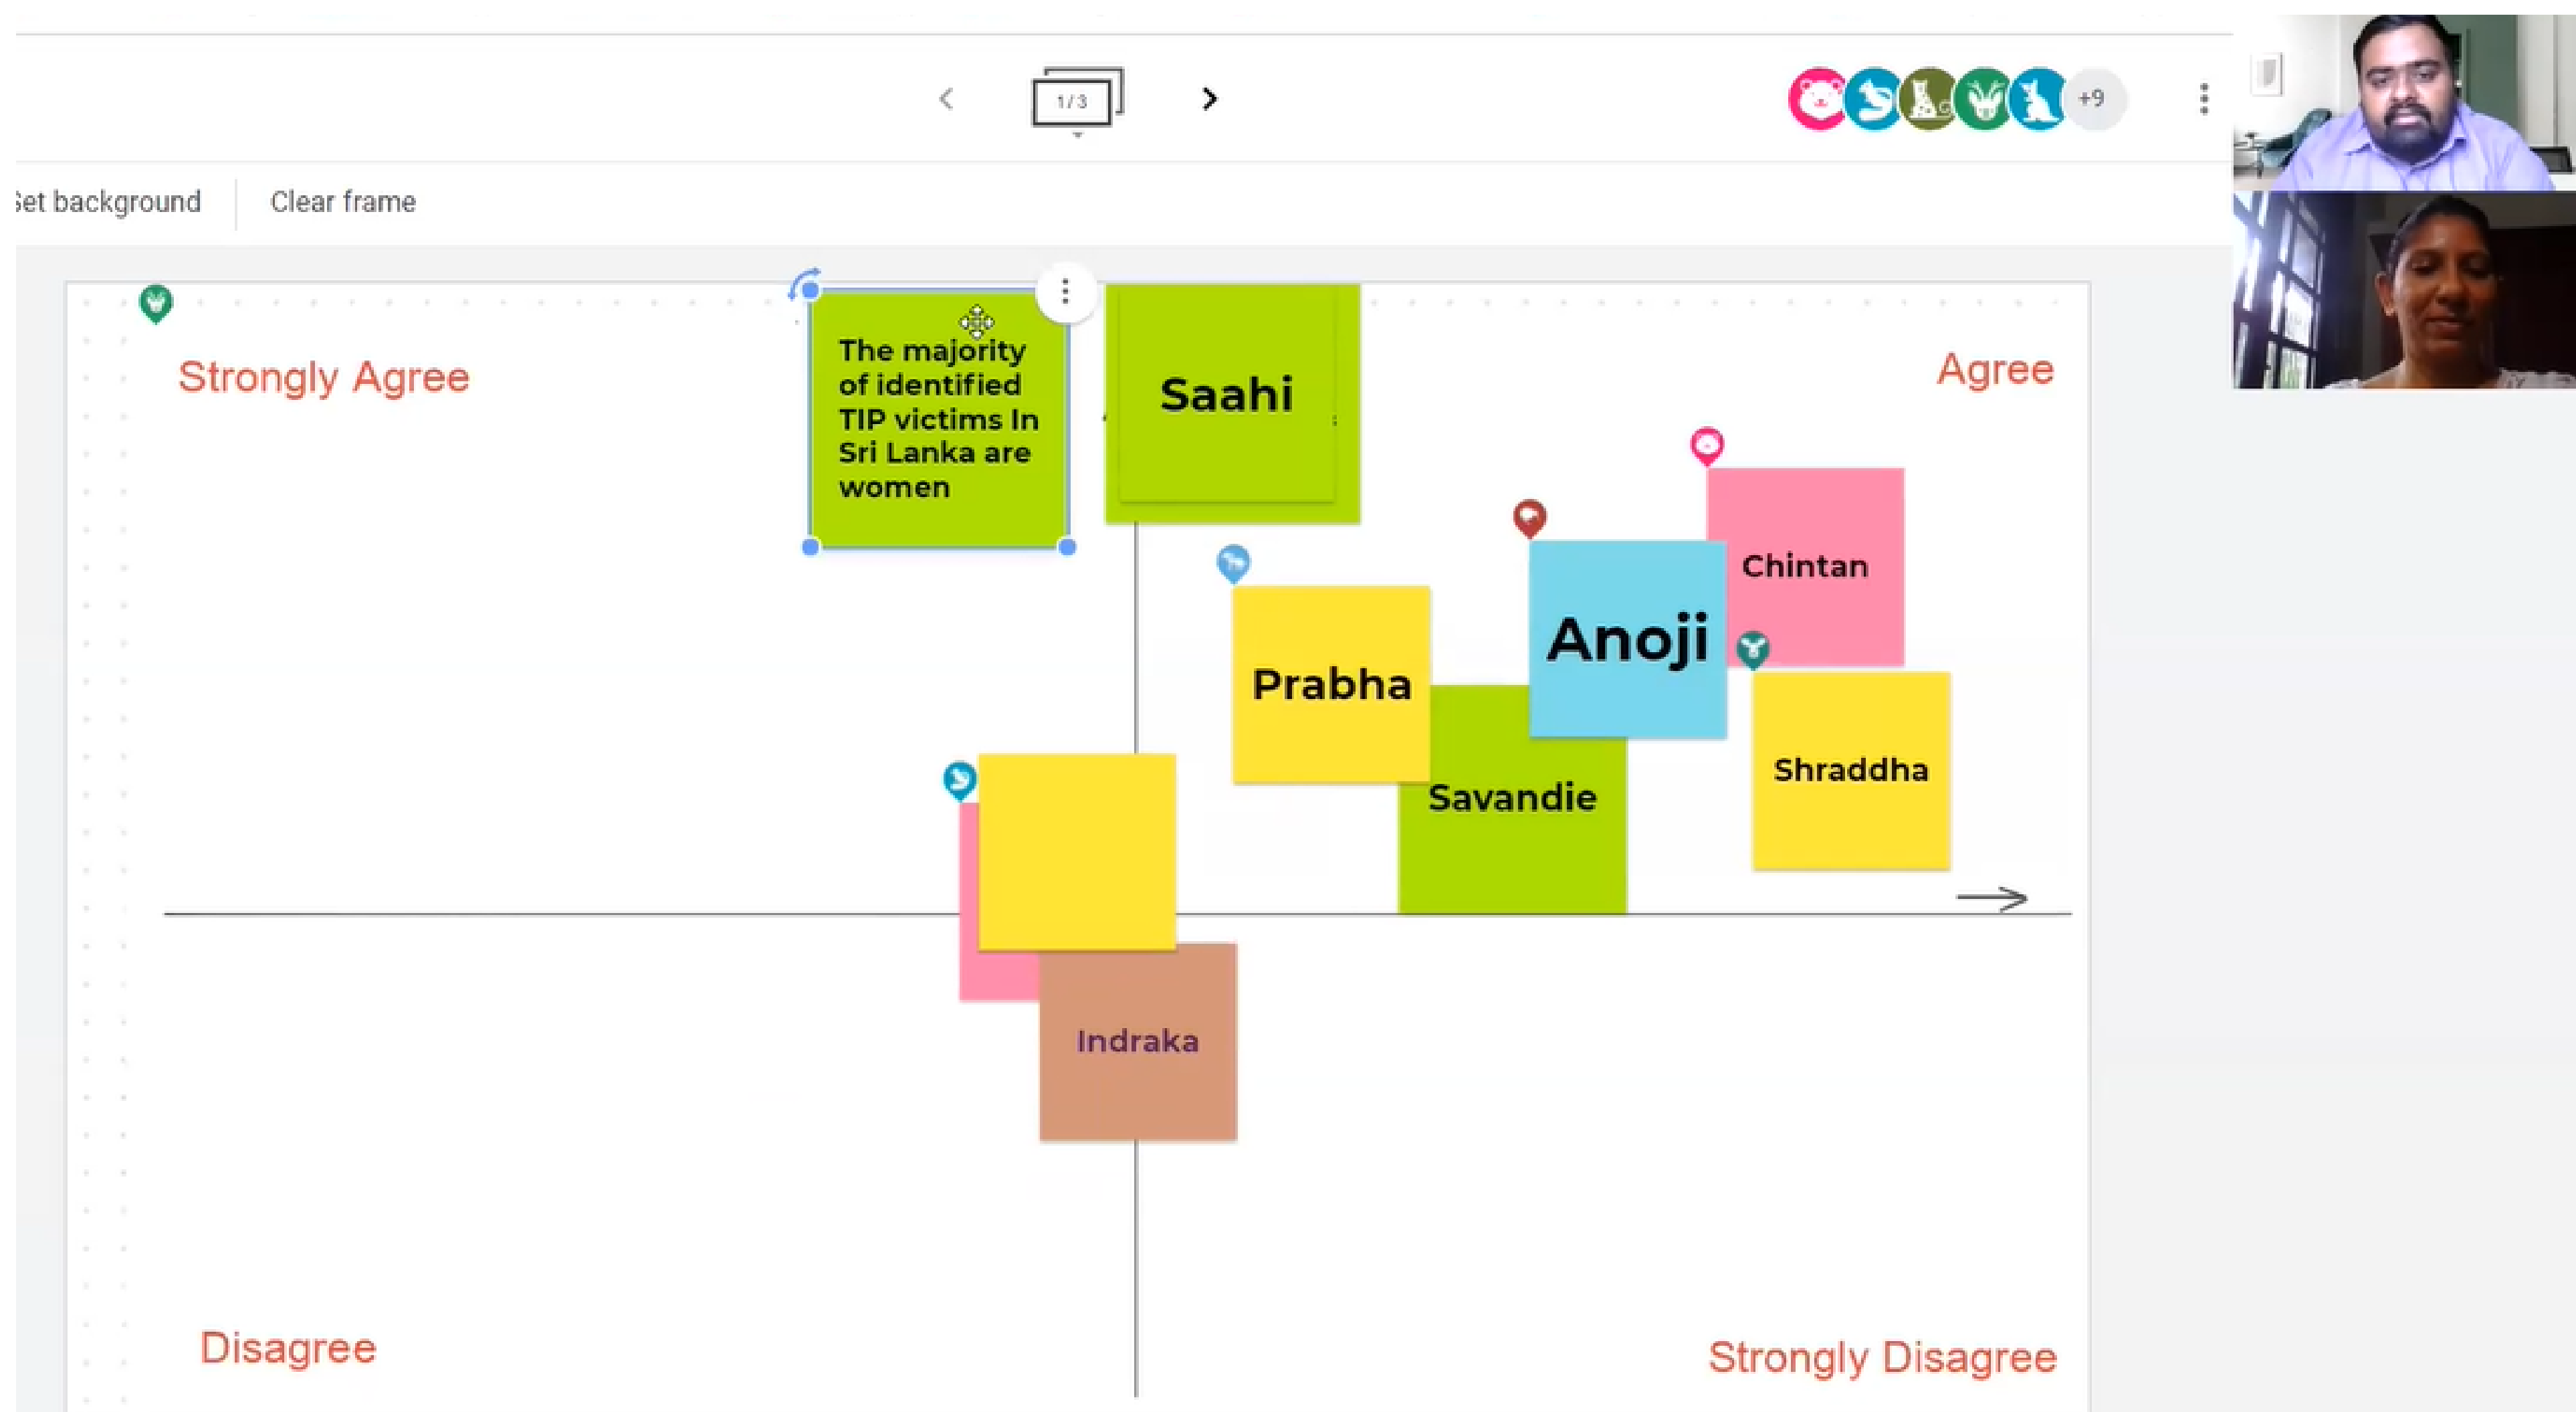 1/3
+9
Set background
Clear frame
Strongly Agree
The majority
of identified
TIP victims In
Sri Lanka are
women
Saahi
Agree
Chintan
Anoji
Prabha
Savandie
Shraddha
Indraka
Disagree
Strongly Disagree